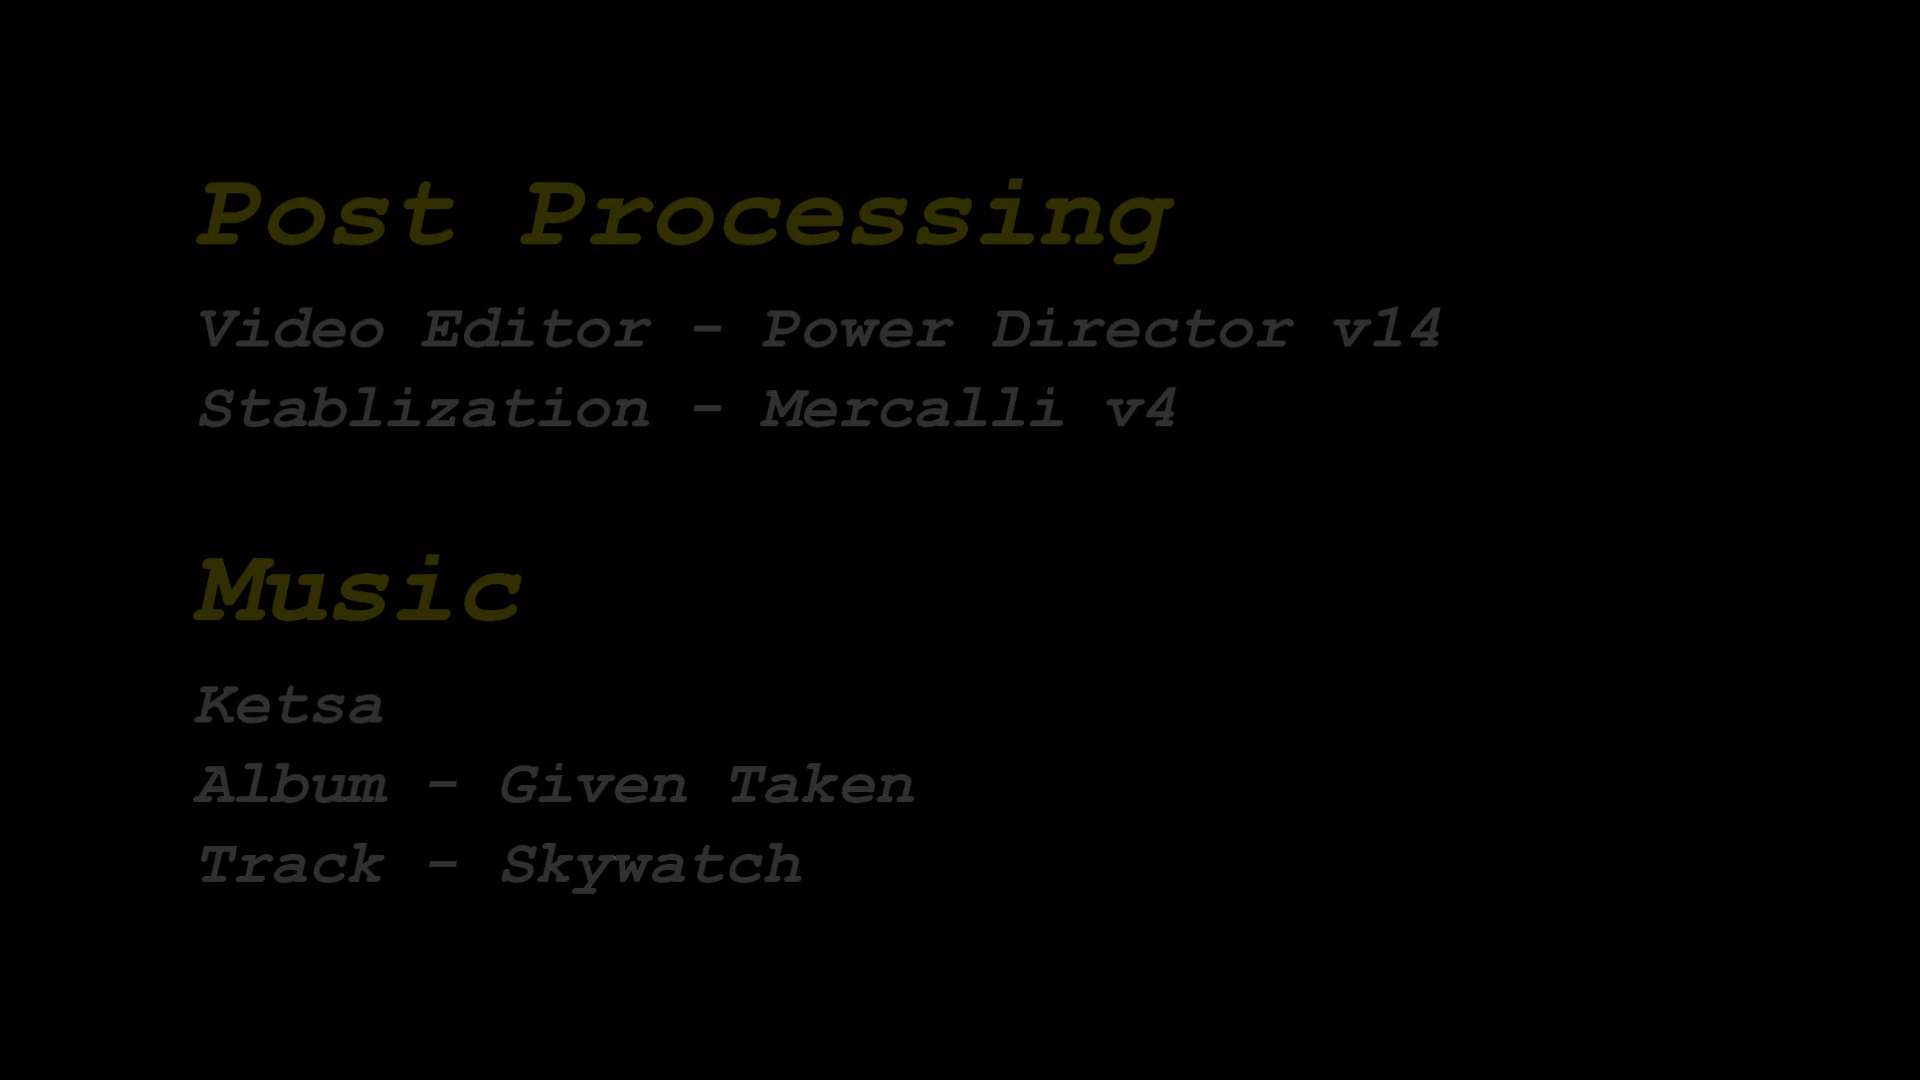 Post Processing
Video Editor - Power Director v14
Stablization - Mercalli v4
Music
Ketsa
Album - Given Taken
Track - Skywatch